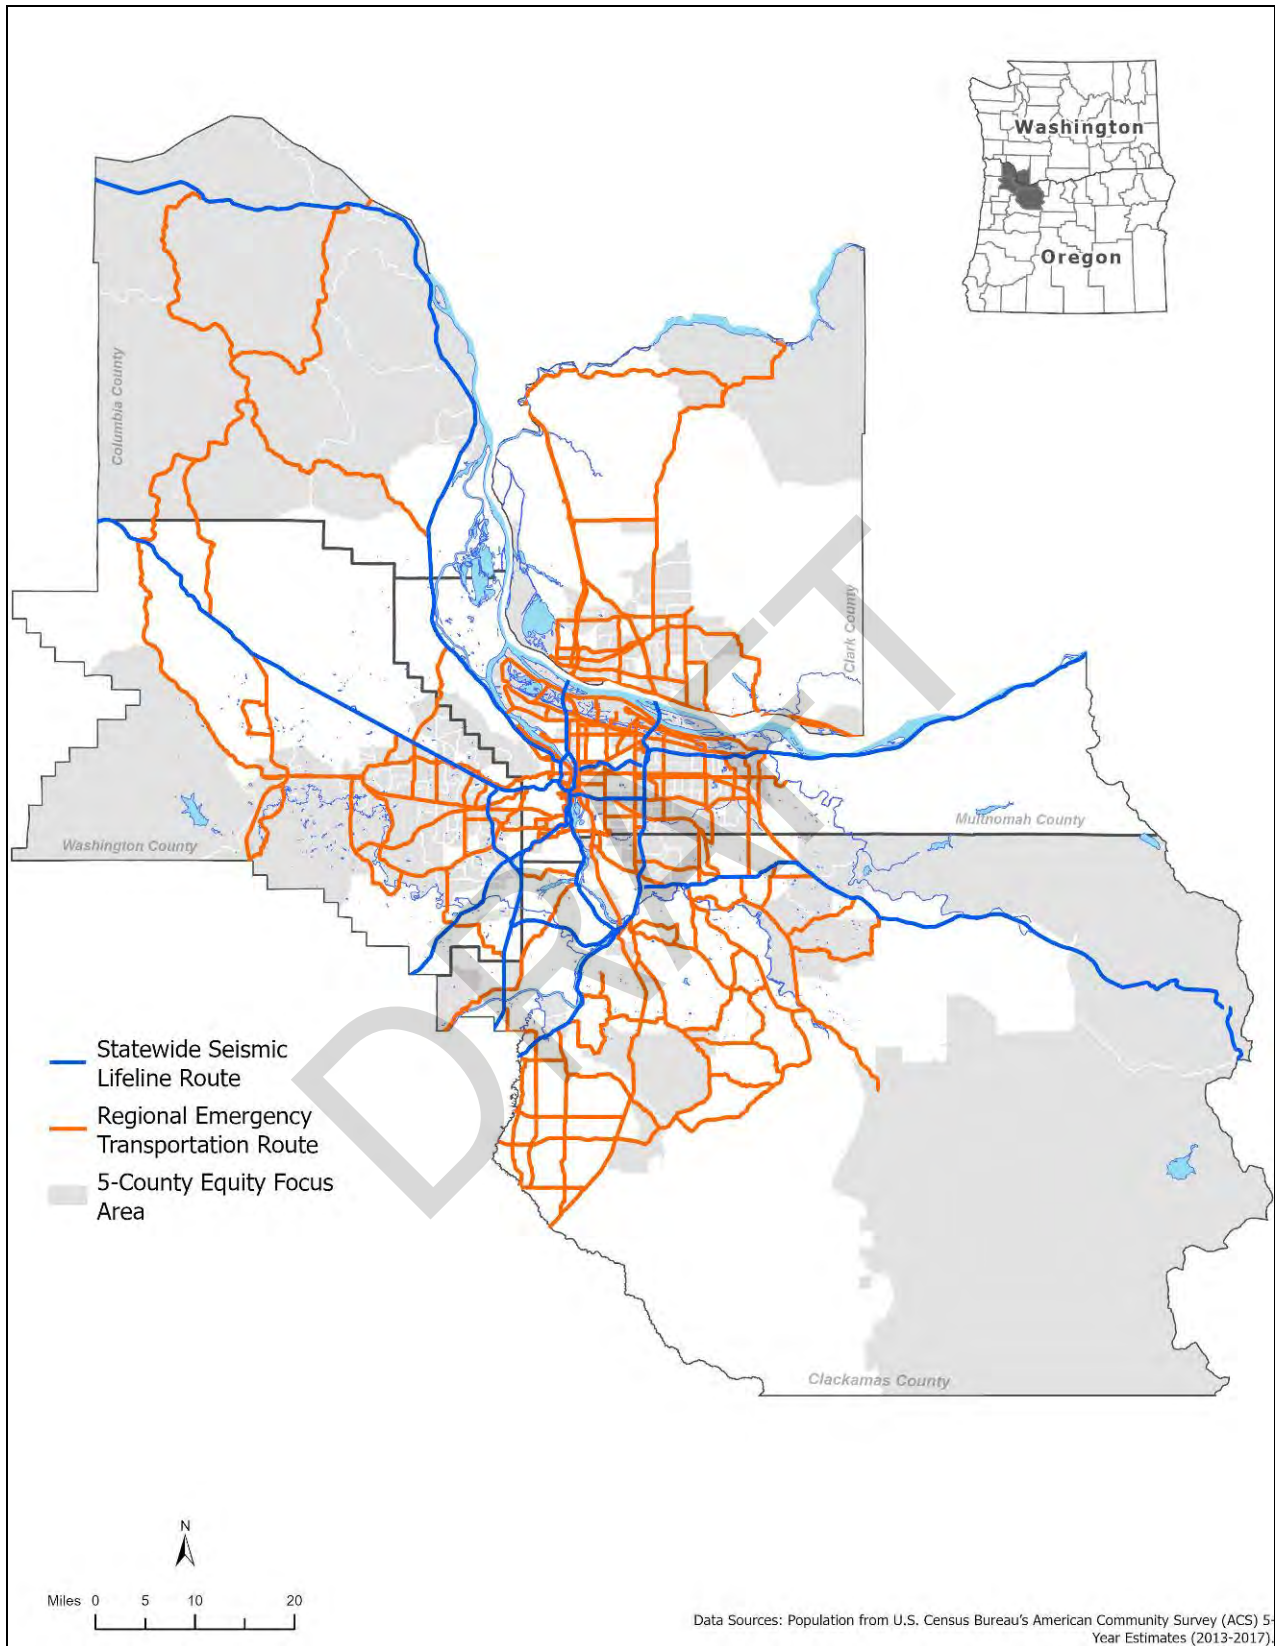 Washington
Oregon
Columbia County
Clark County
Multnomah County
Washington County
DRAFT
Statewide Seismic
Lifeline Route
Regional Emergency
Transportation Route
5-County Equity Focus
Area
Clackamas County
N
Miles 0 5 10 20
Data Sources: Population from U.S. Census Bureau's American Community Survey (ACS) 5-
Year Estimates (2013-2017).